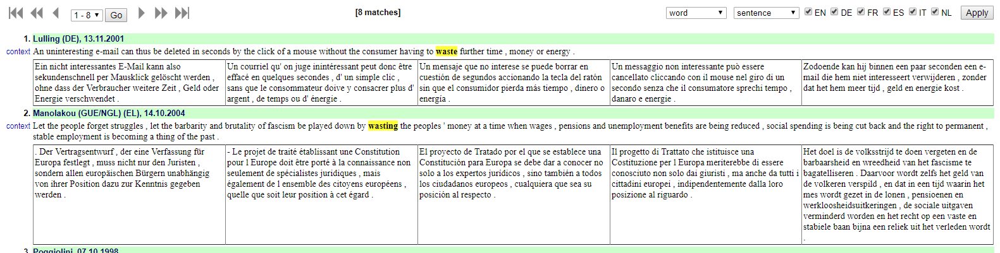 1 - 8 Go [8 matches] word sentence EN DE FR ES IT NL Apply
1. Lulling (DE), 13.11.2001
context An uninteresting e-mail can thus be deleted in seconds by the click of a mouse without the consumer having to waste further time , money or energy .
Ein nicht interessantes E-Mail kann also
sekundenschnell per Mausklick gelöscht werden ,
ohne dass der Verbraucher weitere Zeit , Geld oder
Energie verschwendet .
Un courriel qu' on juge inintéressant peut donc être
effacé en quelques secondes , d' un simple clic ,
sans que le consommateur doive y consacrer plus d'
argent , de temps ou d' énergie .
Un mensaje que no interese se puede borrar en
cuestión de segundos accionando la tecla del ratón
sin que el consumidor pierda más tiempo , dinero o
energía .
Un messaggio non interessante può essere
cancellato cliccando con il mouse nel giro di un
secondo senza che il consumatore sprechi tempo ,
danaro e energie .
Zodoende kan hij binnen een paar seconden een e-
mail die hem niet interesseert verwijderen , zonder
dat het hem meer tijd , geld en energie kost .
2. Manolakou (GUE/NGL) (EL), 14.10.2004
context Let the people forget struggles , let the barbarity and brutality of fascism be played down by wasting the peoples ' money at a time when wages , pensions and unemployment benefits are being reduced , social spending is being cut back and the right to permanent ,
stable employment is becoming a thing of the past .
. Der Vertragsentwurf , der eine Verfassung für
Europa festlegt , muss nicht nur den Juristen ,
sondern allen europäischen Bürgern unabhängig
von ihrer Position dazu zur Kenntnis gegeben
werden .
- Le projet de traité établissant une Constitution
pour l Europe doit être porté à la connaissance non
seulement de spécialistes juridiques , mais
également de l ensemble des citoyens européens ,
quelle que soit leur position à cet égard .
El proyecto de Tratado por el que se establece una
Constitución para Europa se debe dar a conocer no
solo a los expertos jurídicos , sino también a todos
los ciudadanos europeos , cualquiera que sea su
posición al respecto .
Il progetto di Trattato che istituisce una
Costituzione per l Europa meriterebbe di essere
conosciuto non solo dai giuristi , ma anche da tutti i
cittadini europei , indipendentemente dalla loro
posizione al riguardo .
Het doel is de volksstrijd te doen vergeten en de
barbaarsheid en wreedheid van het fascisme te
bagatelliseren . Daarvoor wordt zelfs het geld van
de volkeren verspild , en dat in een tijd waarin het
mes wordt gezet in de lonen , pensioenen en
werkloosheidsuitkeringen , de sociale uitgaven
verminderd worden en het recht op een vaste en
stabiele baan bijna een reliek uit het verleden wordt
.
3. Poggiolini, 07.10.1998